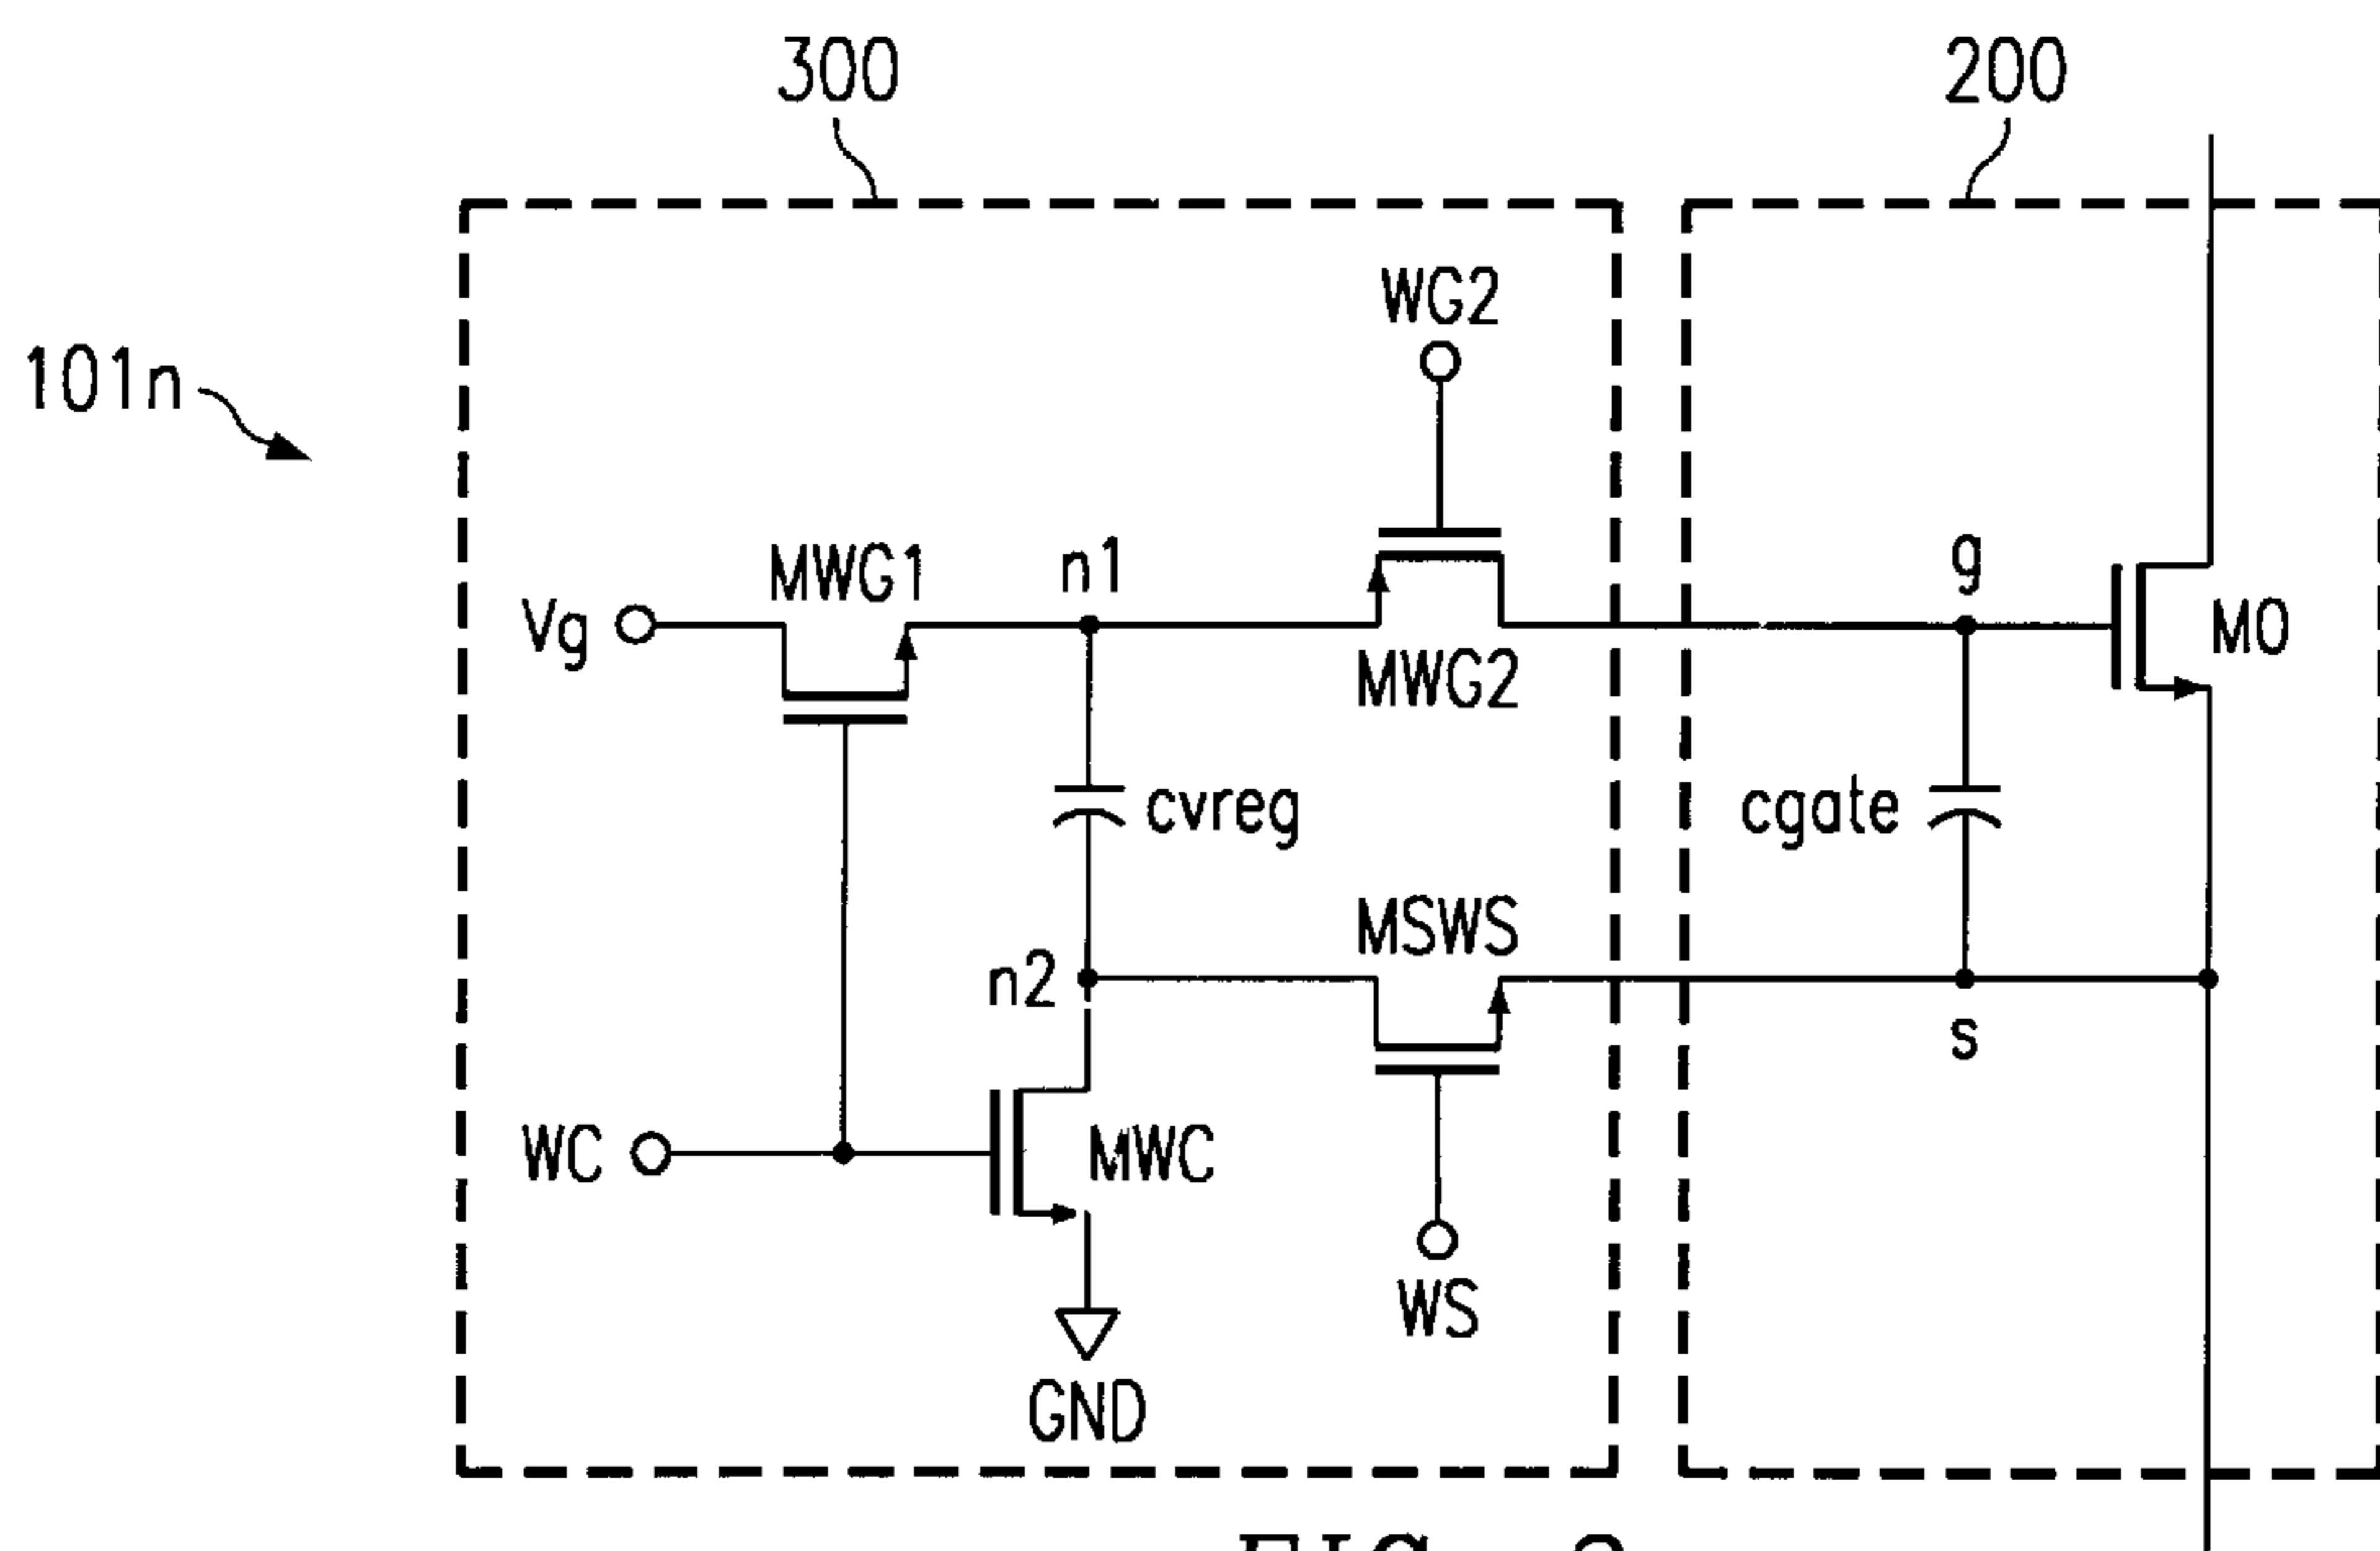 300
200
101n
WG2
MWG1
n1
g
Vg
M0
MWG2
cvreg
cgate
MSWS
n2
s
WC
MWC
WS
GND